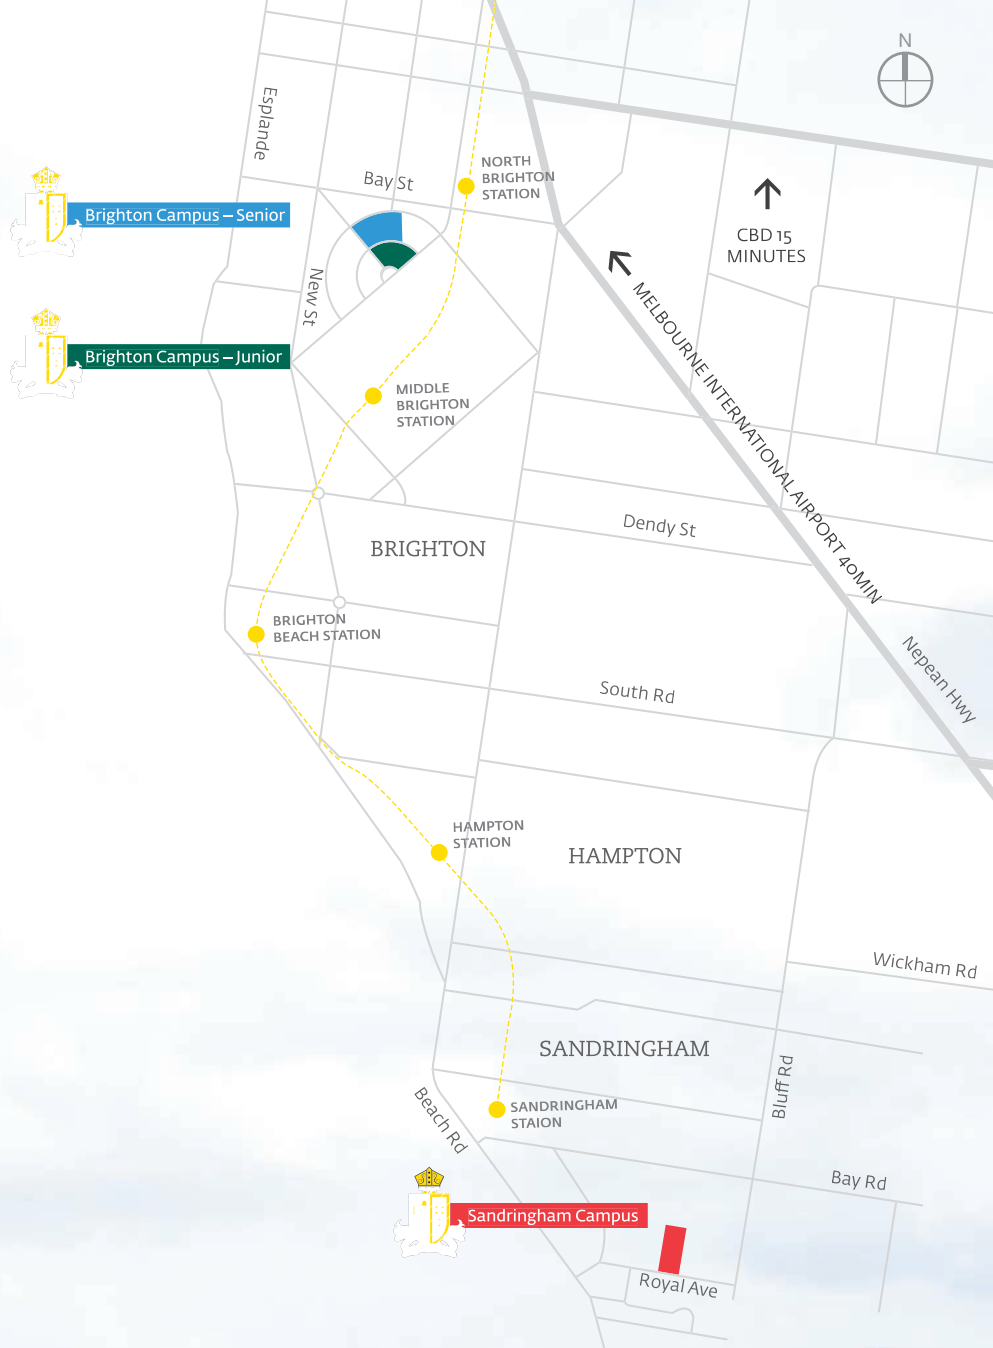 N
Esplande
NORTH
BRIGHTON
STATION
Bay St
Brighton Campus – Senior
CBD 15
MINUTES
New St
MELBOURNE INTERNATIONAL AIRPORT 40MIN
Brighton Campus – Junior
MIDDLE
BRIGHTON
STATION
Dendy St
BRIGHTON
BRIGHTON
BEACH STATION
Nepean Hwy
South Rd
HAMPTON
STATION
HAMPTON
Wickham Rd
SANDRINGHAM
Bluff Rd
Beach Rd
SANDRINGHAM
STAION
Bay Rd
Sandringham Campus
Royal Ave